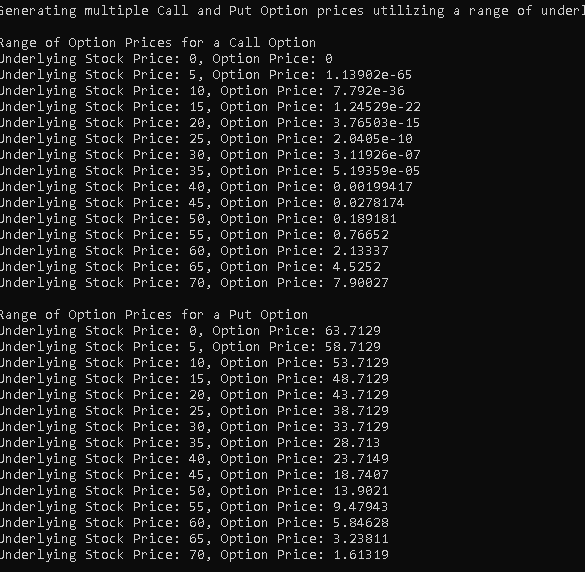 Generating multiple Call and Put Option prices utilizing a range of underl
Range of Option Prices for a Call Option
Underlying Stock Price: 0, Option Price: 0
Underlying Stock Price: 5, Option Price: 1.13902e-65
Underlying Stock Price: 10, Option Price: 7.792e-36
Underlying Stock Price: 15, Option Price: 1.24529e-22
Underlying Stock Price: 20, Option Price: 3.76503e-15
Underlying Stock Price: 25, Option Price: 2.0405e-10
Underlying Stock Price: 30, Option Price: 3.11926e-07
Underlying Stock Price: 35, Option Price: 5.19359e-05
Underlying Stock Price: 40, Option Price: 0.00199417
Underlying Stock Price: 45, Option Price: 0.0278174
Underlying Stock Price: 50, Option Price: 0.189181
Underlying Stock Price: 55, Option Price: 0.76652
Underlying Stock Price: 60, Option Price: 2.13337
Underlying Stock Price: 65, Option Price: 4.5252
Underlying Stock Price: 70, Option Price: 7.90027
Range of Option Prices for a Put Option
Underlying Stock Price: 0, Option Price: 63.7129
Underlying Stock Price: 5, Option Price: 58.7129
Underlying Stock Price: 10, Option Price: 53.7129
Underlying Stock Price: 15, Option Price: 48.7129
Underlying Stock Price: 20, Option Price: 43.7129
Underlying Stock Price: 25, Option Price: 38.7129
Underlying Stock Price: 30, Option Price: 33.7129
Underlying Stock Price: 35, Option Price: 28.713
Underlying Stock Price: 40, Option Price: 23.7149
Underlying Stock Price: 45, Option Price: 18.7407
Underlying Stock Price: 50, Option Price: 13.9021
Underlying Stock Price: 55, Option Price: 9.47943
Underlying Stock Price: 60, Option Price: 5.84628
Underlying Stock Price: 65, Option Price: 3.23811
Underlying Stock Price: 70, Option Price: 1.61319